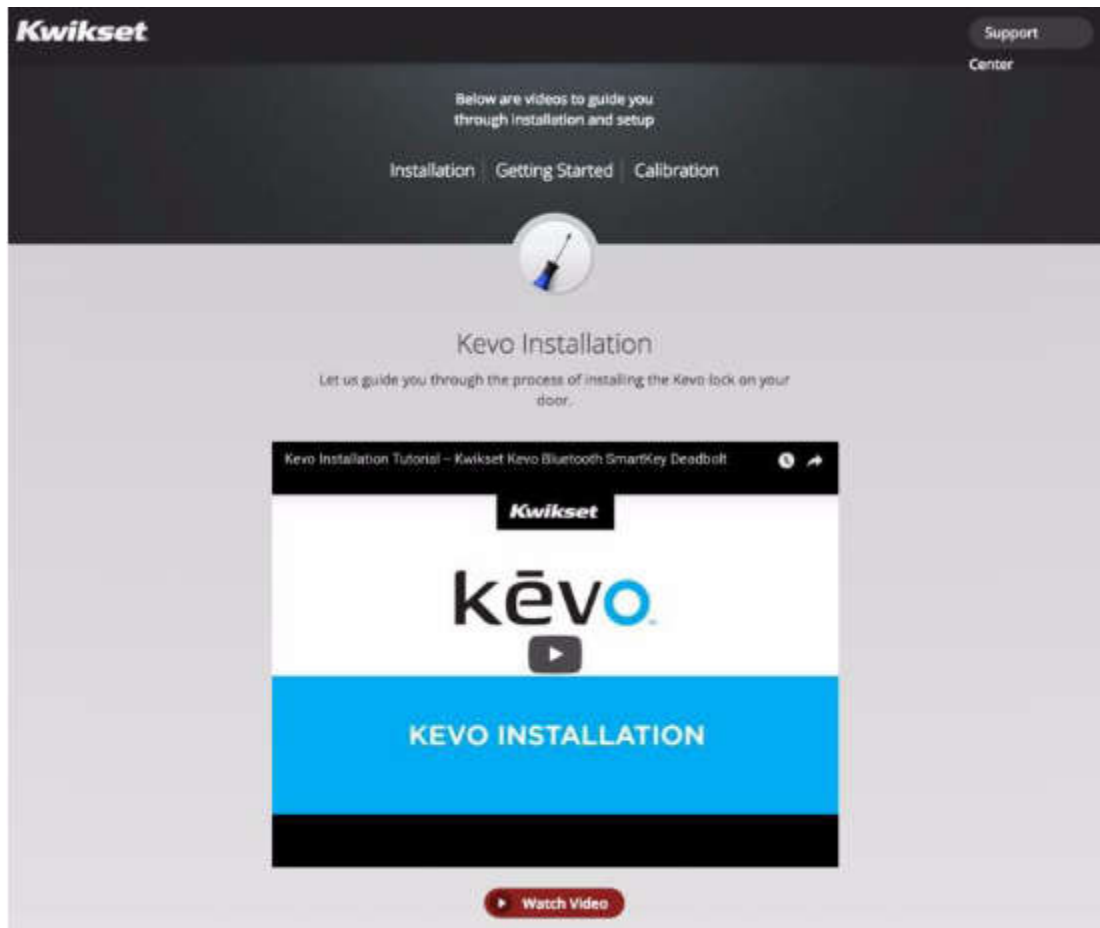 Kwikset
Support
Center
Below are videos to guide you
through installation and setup
Installation
Getting Started
Calibration
Kevo Installation
Let us guide you through the process of installing the Kevo lock on your
door.
Kevo Installation Tutorial – Kwikset Kevo Bluetooth SmartKey Deadbolt
Kwikset
kēvo
KEVO INSTALLATION
Watch Video